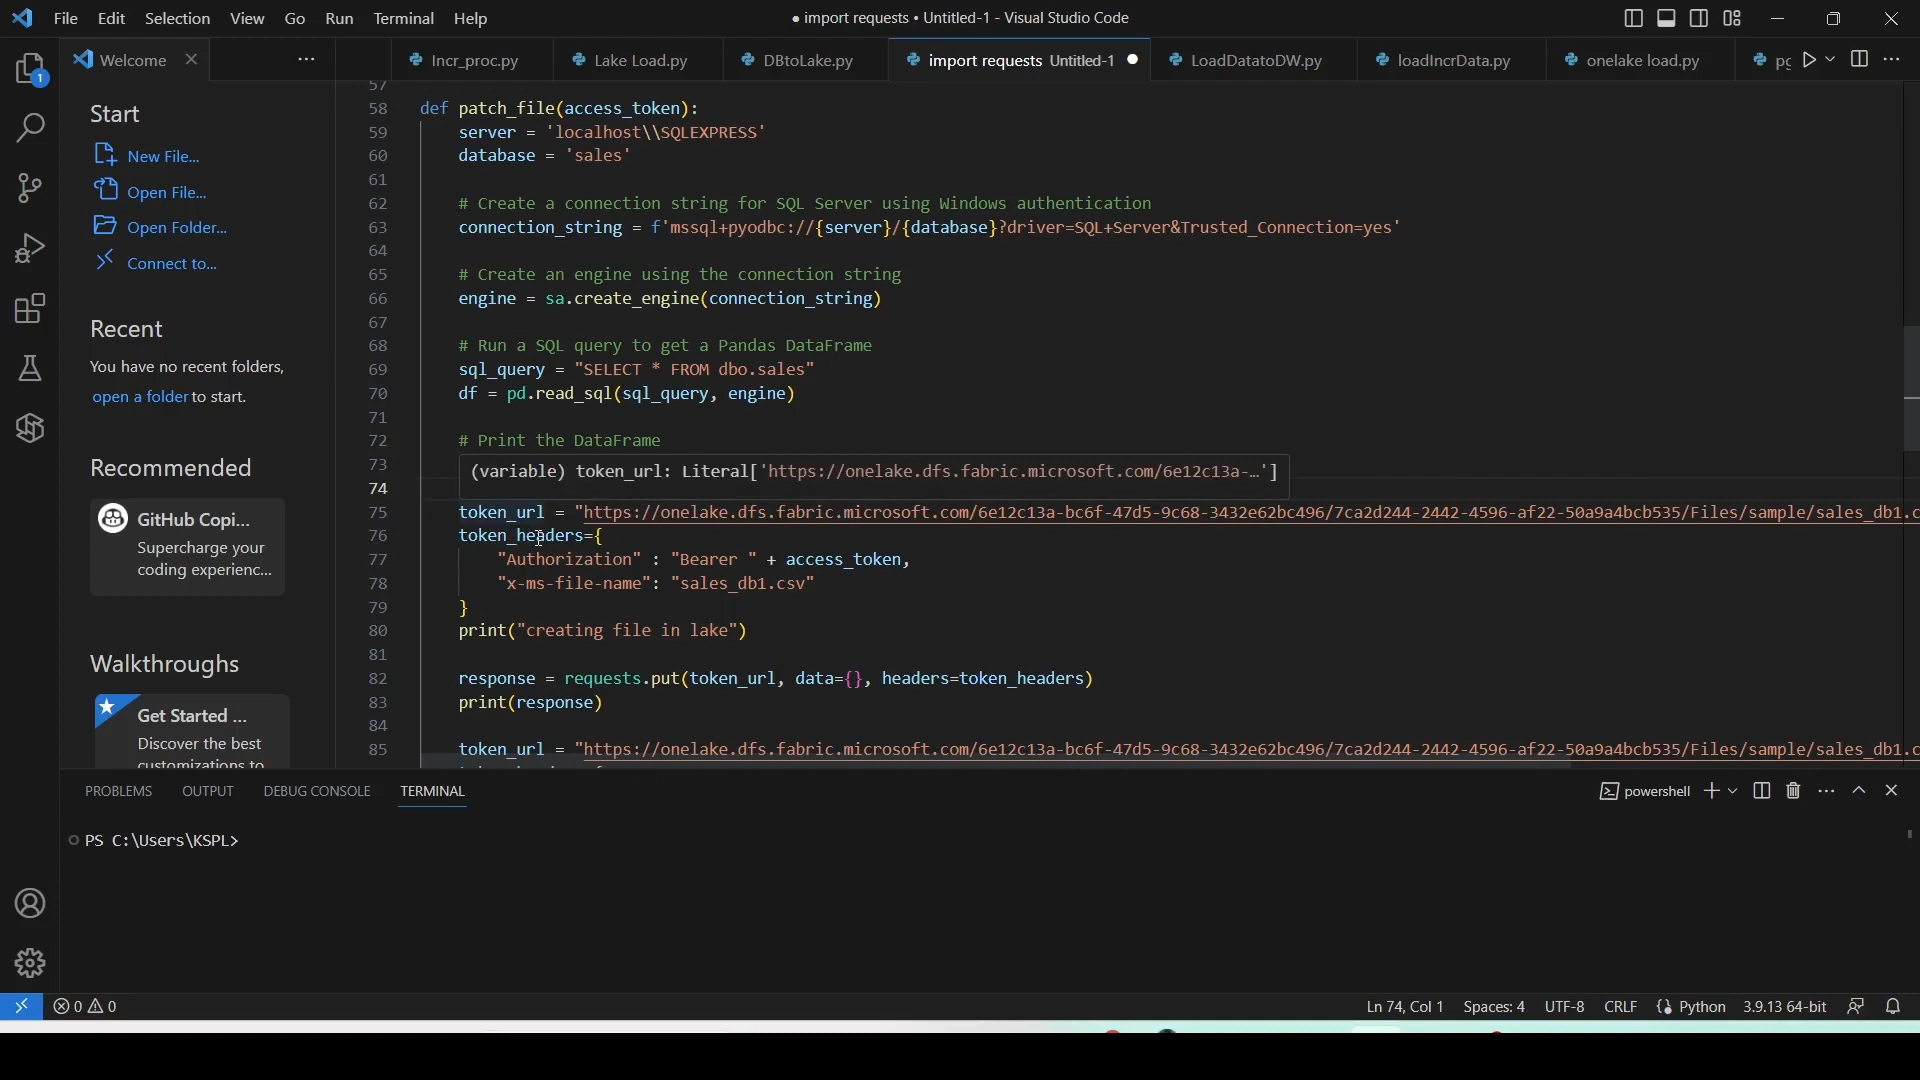 File Edit Selection View Go Run Terminal Help
● import requests • Untitled-1 - Visual Studio Code
Welcome
Incr_proc.py
Lake Load.py
DBtoLake.py
import requests Untitled-1
LoadDatatoDW.py
loadIncrData.py
onelake load.py
1
Start
New File...
Open File...
Open Folder...
Connect to...
Recent
You have no recent folders,
open a folder to start.
Recommended
GitHub Copi...
Supercharge your
coding experienc...
Walkthroughs
Get Started ...
Discover the best
customizations to
57
58 def patch_file(access_token):
59 server = 'localhost\\SQLEXPRESS'
60 database = 'sales'
61
62 # Create a connection string for SQL Server using Windows authentication
63 connection_string = f'mssql+pyodbc://{server}/{database}?driver=SQL+Server&Trusted_Connection=yes'
64
65 # Create an engine using the connection string
66 engine = sa.create_engine(connection_string)
67
68 # Run a SQL query to get a Pandas DataFrame
69 sql_query = "SELECT * FROM dbo.sales"
70 df = pd.read_sql(sql_query, engine)
71
72 # Print the DataFrame
73 (variable) token_url: Literal['https://onelake.dfs.fabric.microsoft.com/6e12c13a-…']
74
75 token_url = "https://onelake.dfs.fabric.microsoft.com/6e12c13a-bc6f-47d5-9c68-3432e62bc496/7ca2d244-2442-4596-af22-50a9a4bcb535/Files/sample/sales_db1.c
76 token_headers={
77 "Authorization" : "Bearer " + access_token,
78 "x-ms-file-name": "sales_db1.csv"
79 }
80 print("creating file in lake")
81
82 response = requests.put(token_url, data={}, headers=token_headers)
83 print(response)
84
85 token_url = "https://onelake.dfs.fabric.microsoft.com/6e12c13a-bc6f-47d5-9c68-3432e62bc496/7ca2d244-2442-4596-af22-50a9a4bcb535/Files/sample/sales_db1.c
PROBLEMS OUTPUT DEBUG CONSOLE TERMINAL
powershell
PS C:\Users\KSPL>
0 0
Ln 74, Col 1 Spaces: 4 UTF-8 CRLF Python 3.9.13 64-bit